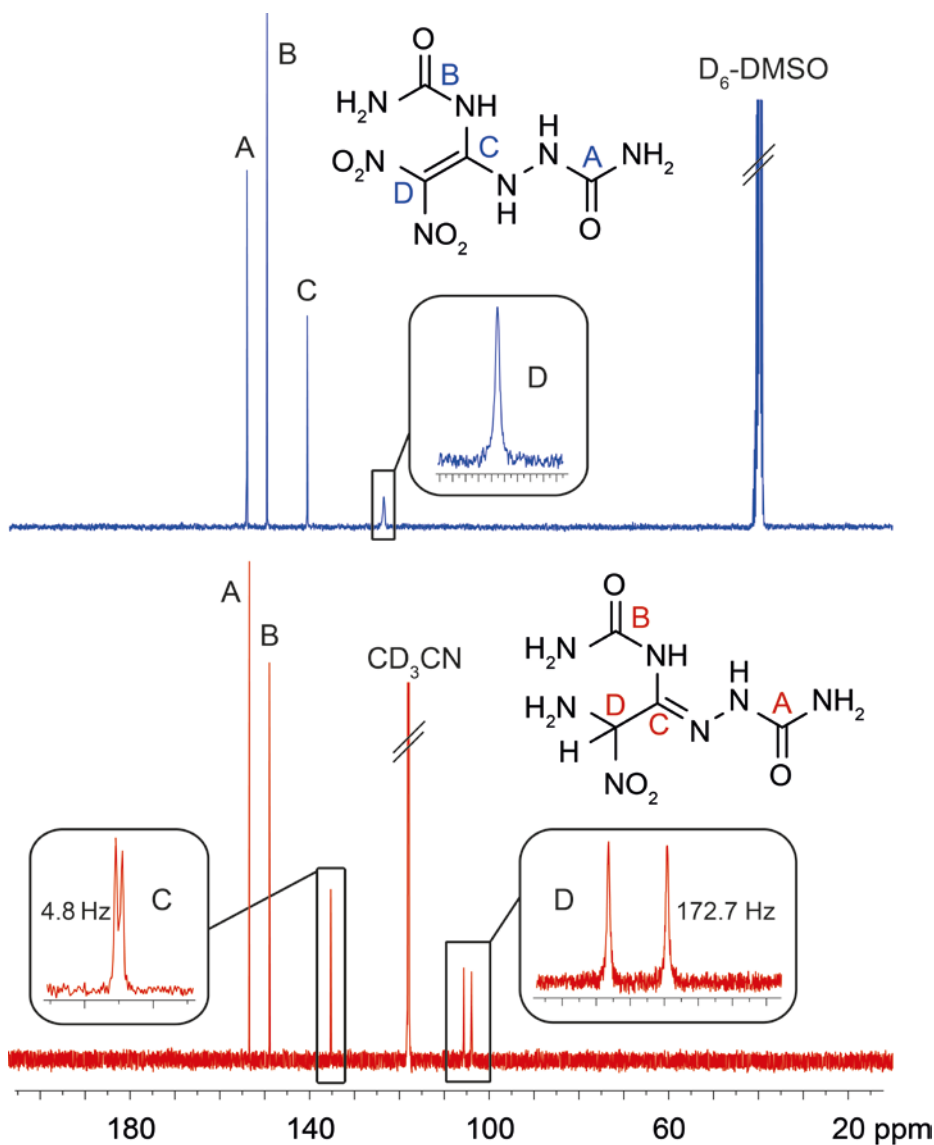 B
A
C
O
B
H₂N
NH
C
O₂N
D
NO₂
N
H
H
N
A
NH₂
O
D₆-DMSO
D
A
B
CD₃CN
O
B
H₂N
NH
H₂N
D
C
H
NO₂
N
H
N
A
NH₂
O
4.8 Hz
C
D
172.7 Hz
180
140
100
60
20 ppm